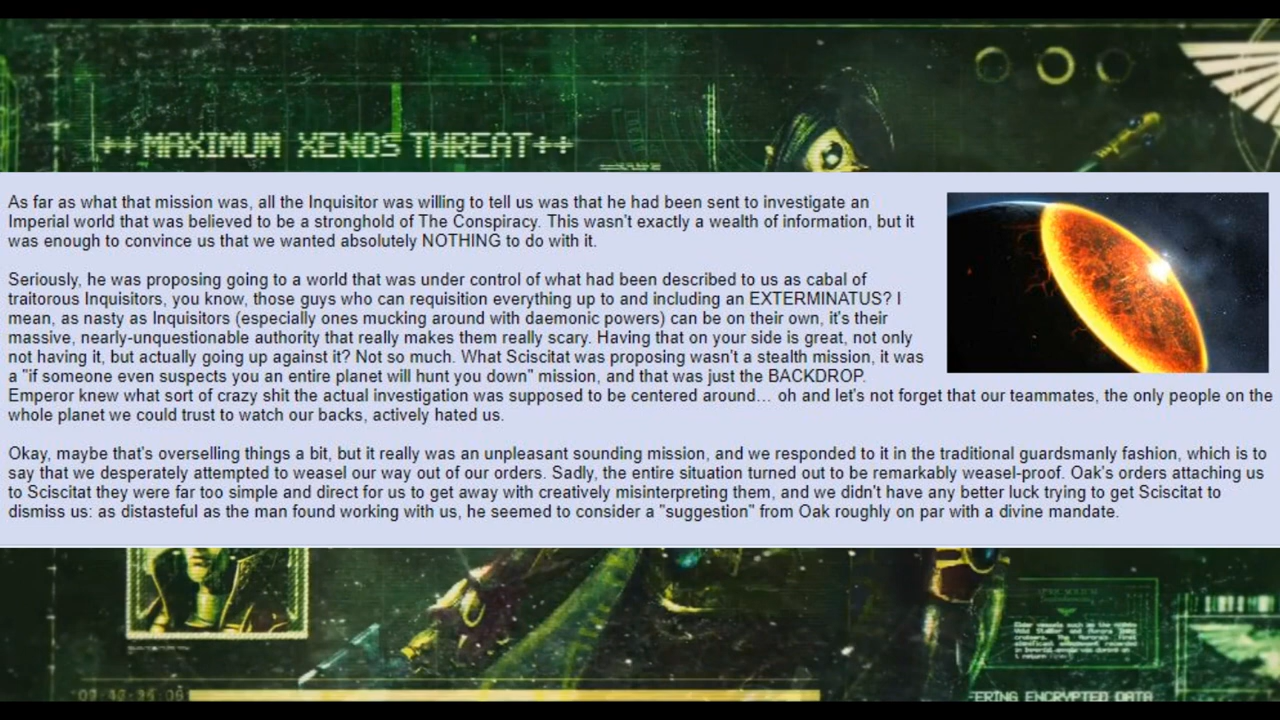 ++MAXIMUM XENOS THREAT++
As far as what that mission was, all the Inquisitor was willing to tell us was that he had been sent to investigate an
Imperial world that was believed to be a stronghold of The Conspiracy. This wasn't exactly a wealth of information, but it
was enough to convince us that we wanted absolutely NOTHING to do with it.
Seriously, he was proposing going to a world that was under control of what had been described to us as cabal of
traitorous Inquisitors, you know, those guys who can requisition everything up to and including an EXTERMINATUS? I
mean, as nasty as Inquisitors (especially ones mucking around with daemonic powers) can be on their own, it's their
massive, nearly-unquestionable authority that really makes them really scary. Having that on your side is great, not only
not having it, but actually going up against it? Not so much. What Sciscitat was proposing wasn't a stealth mission, it was
a "if someone even suspects you an entire planet will hunt you down" mission, and that was just the BACKDROP.
Emperor knew what sort of crazy shit the actual investigation was supposed to be centered around… oh and let's not forget that our teammates, the only people on the
whole planet we could trust to watch our backs, actively hated us.
Okay, maybe that's overselling things a bit, but it really was an unpleasant sounding mission, and we responded to it in the traditional guardsmanly fashion, which is to
say that we desperately attempted to weasel our way out of our orders. Sadly, the entire situation turned out to be remarkably weasel-proof. Oak's orders attaching us
to Sciscitat they were far too simple and direct for us to get away with creatively misinterpreting them, and we didn't have any better luck trying to get Sciscitat to
dismiss us: as distasteful as the man found working with us, he seemed to consider a "suggestion" from Oak roughly on par with a divine mandate.
ERING ENCRYPTED DATA